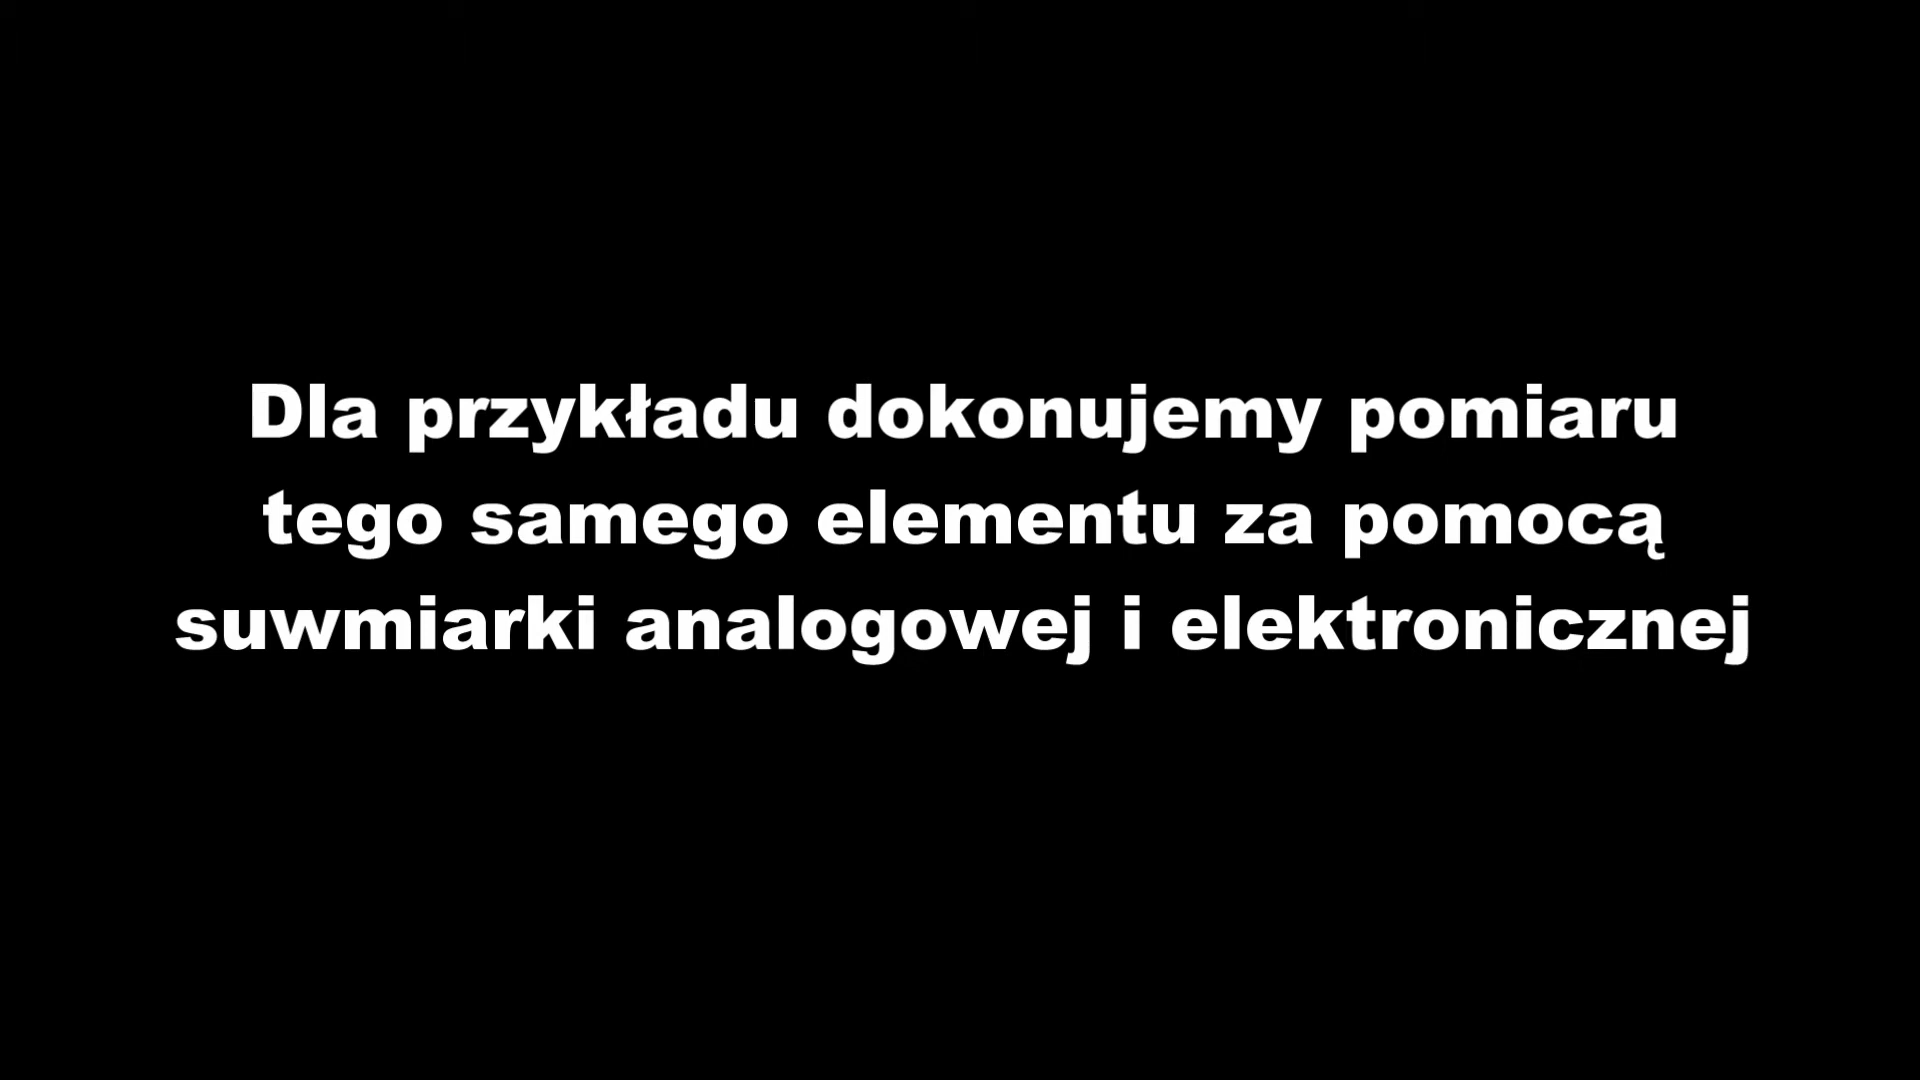 Dla przykładu dokonujemy pomiaru
tego samego elementu za pomocą
suwmiarki analogowej i elektronicznej